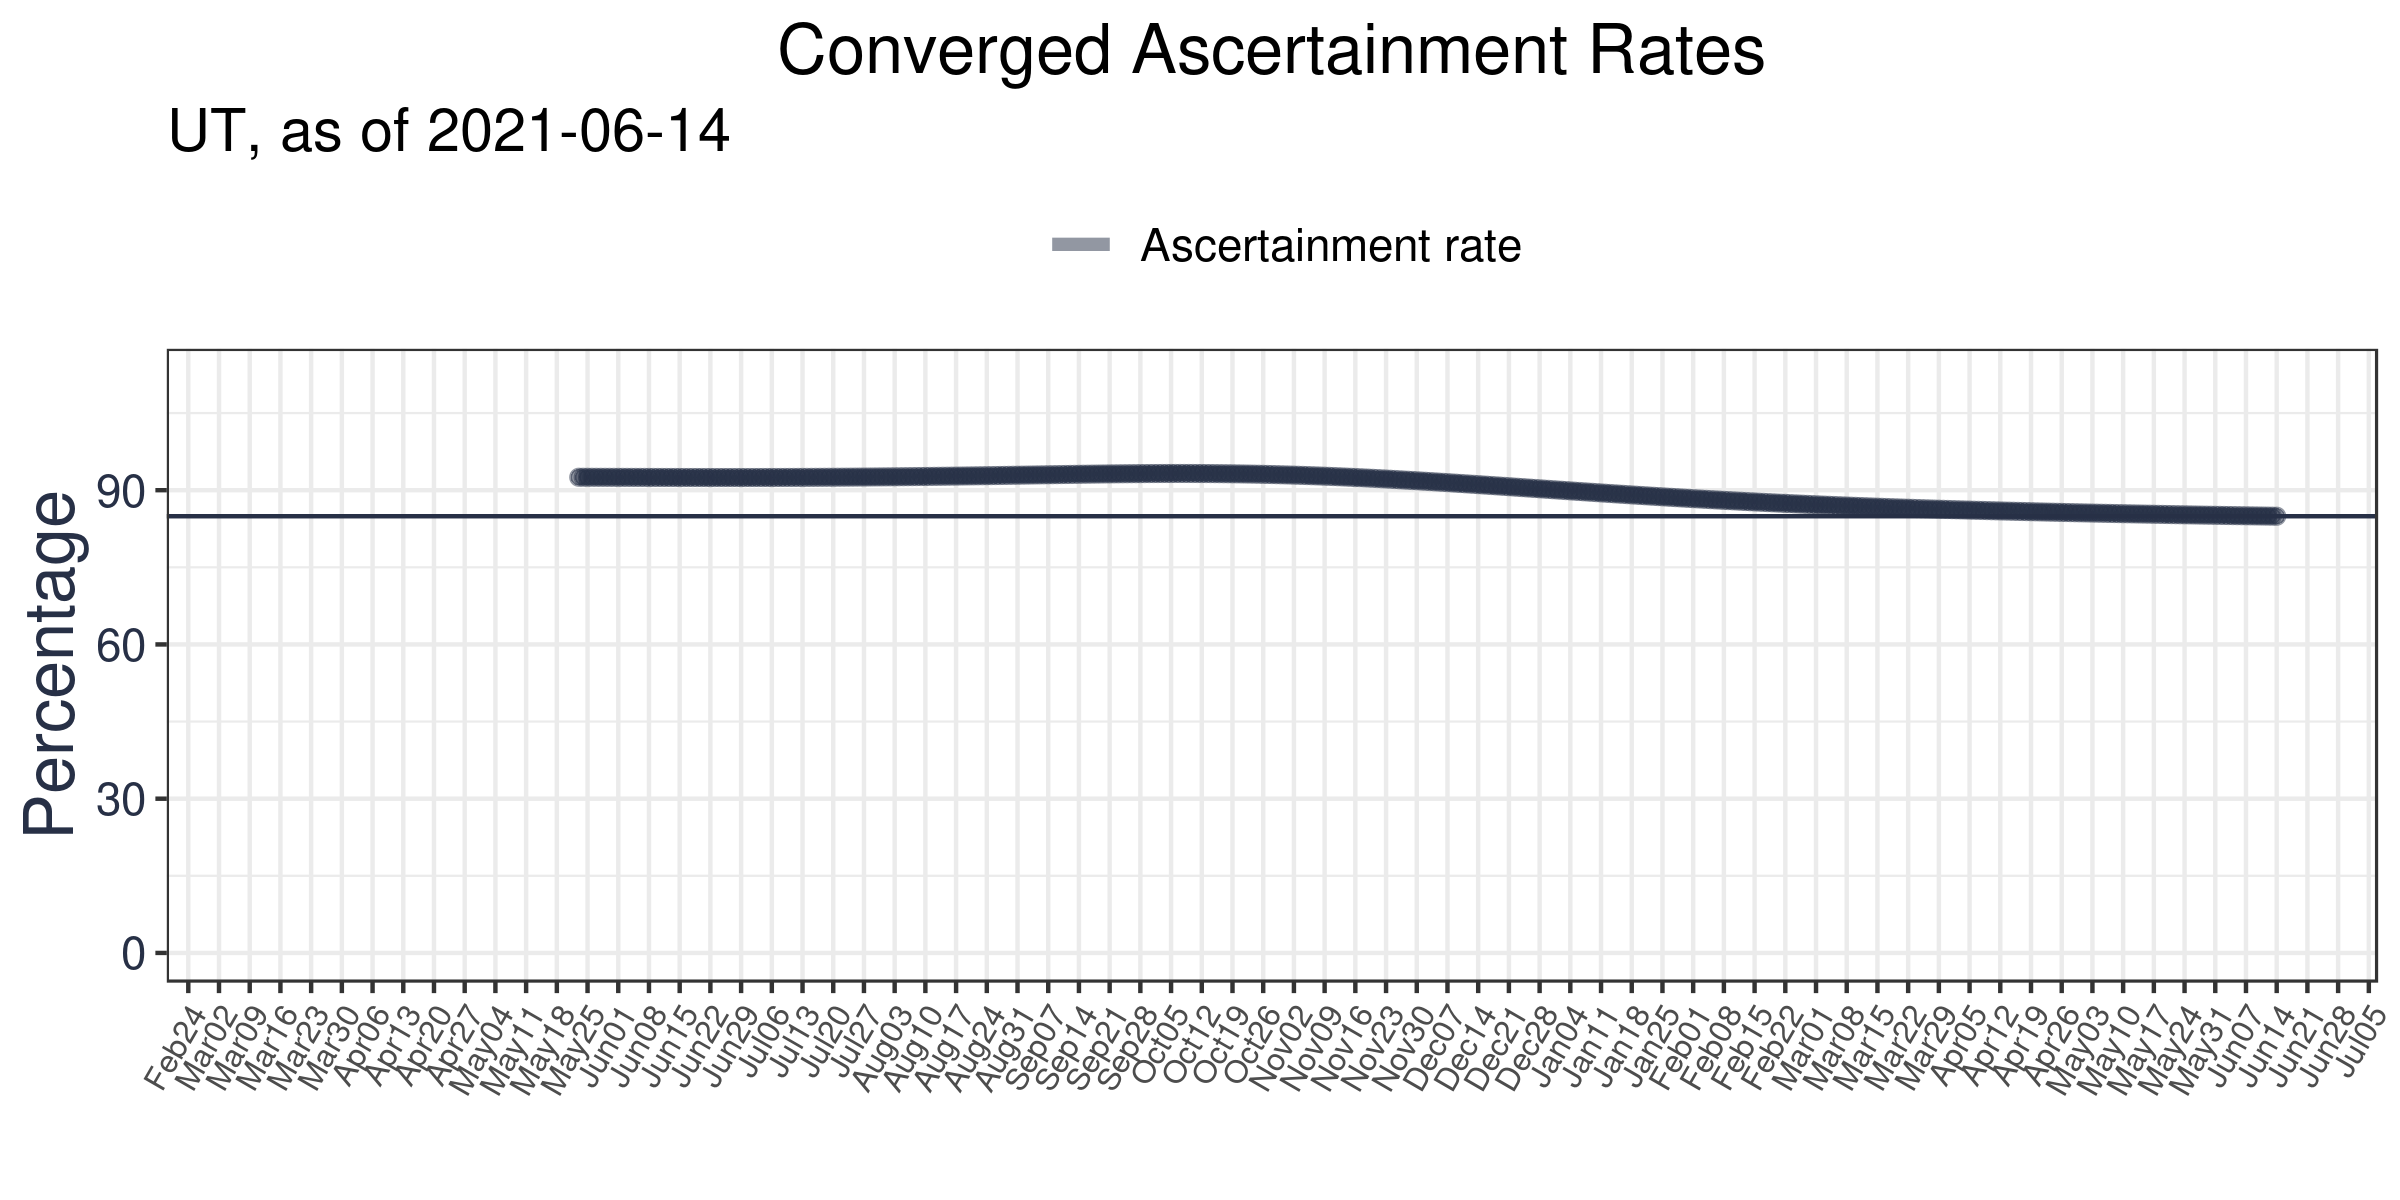 Converged Ascertainment Rates
UT, as of 2021-06-14
Ascertainment rate
Percentage
90
60
30
0
Feb24
Mar02
Mar09
Mar16
Mar23
Mar30
Apr06
Apr13
Apr20
Apr27
May04
May11
May18
May25
Jun01
Jun08
Jun15
Jun22
Jun29
Jul06
Jul13
Jul20
Jul27
Aug03
Aug10
Aug17
Aug24
Aug31
Sep07
Sep14
Sep21
Sep28
Oct05
Oct12
Oct19
Oct26
Nov02
Nov09
Nov16
Nov23
Nov30
Dec07
Dec14
Dec21
Dec28
Jan04
Jan11
Jan18
Jan25
Feb01
Feb08
Feb15
Feb22
Mar01
Mar08
Mar15
Mar22
Mar29
Apr05
Apr12
Apr19
Apr26
May03
May10
May17
May24
May31
Jun07
Jun14
Jun21
Jun28
Jul05